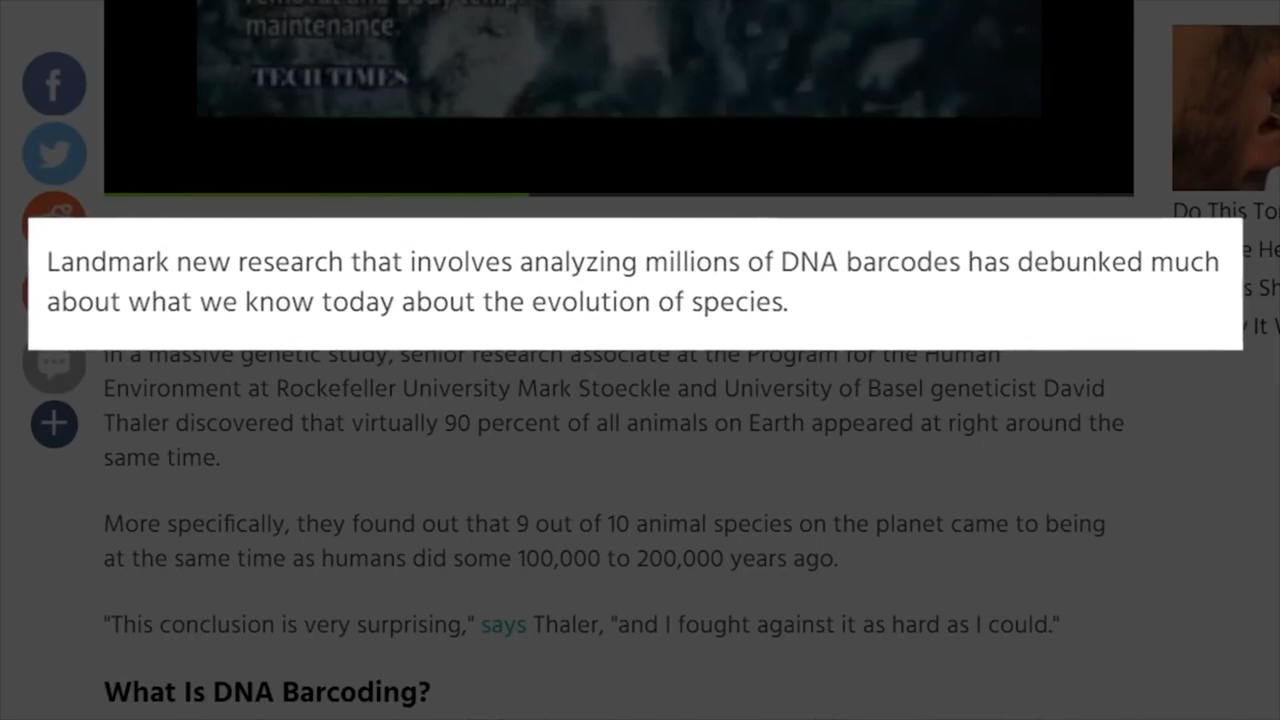 maintenance.
TECH TIMES
Landmark new research that involves analyzing millions of DNA barcodes has debunked much
about what we know today about the evolution of species.
In a massive genetic study, senior research associate at the Program for the Human
Environment at Rockefeller University Mark Stoeckle and University of Basel geneticist David
Thaler discovered that virtually 90 percent of all animals on Earth appeared at right around the
same time.
More specifically, they found out that 9 out of 10 animal species on the planet came to being
at the same time as humans did some 100,000 to 200,000 years ago.
"This conclusion is very surprising," says Thaler, "and I fought against it as hard as I could."
What Is DNA Barcoding?
Do This To